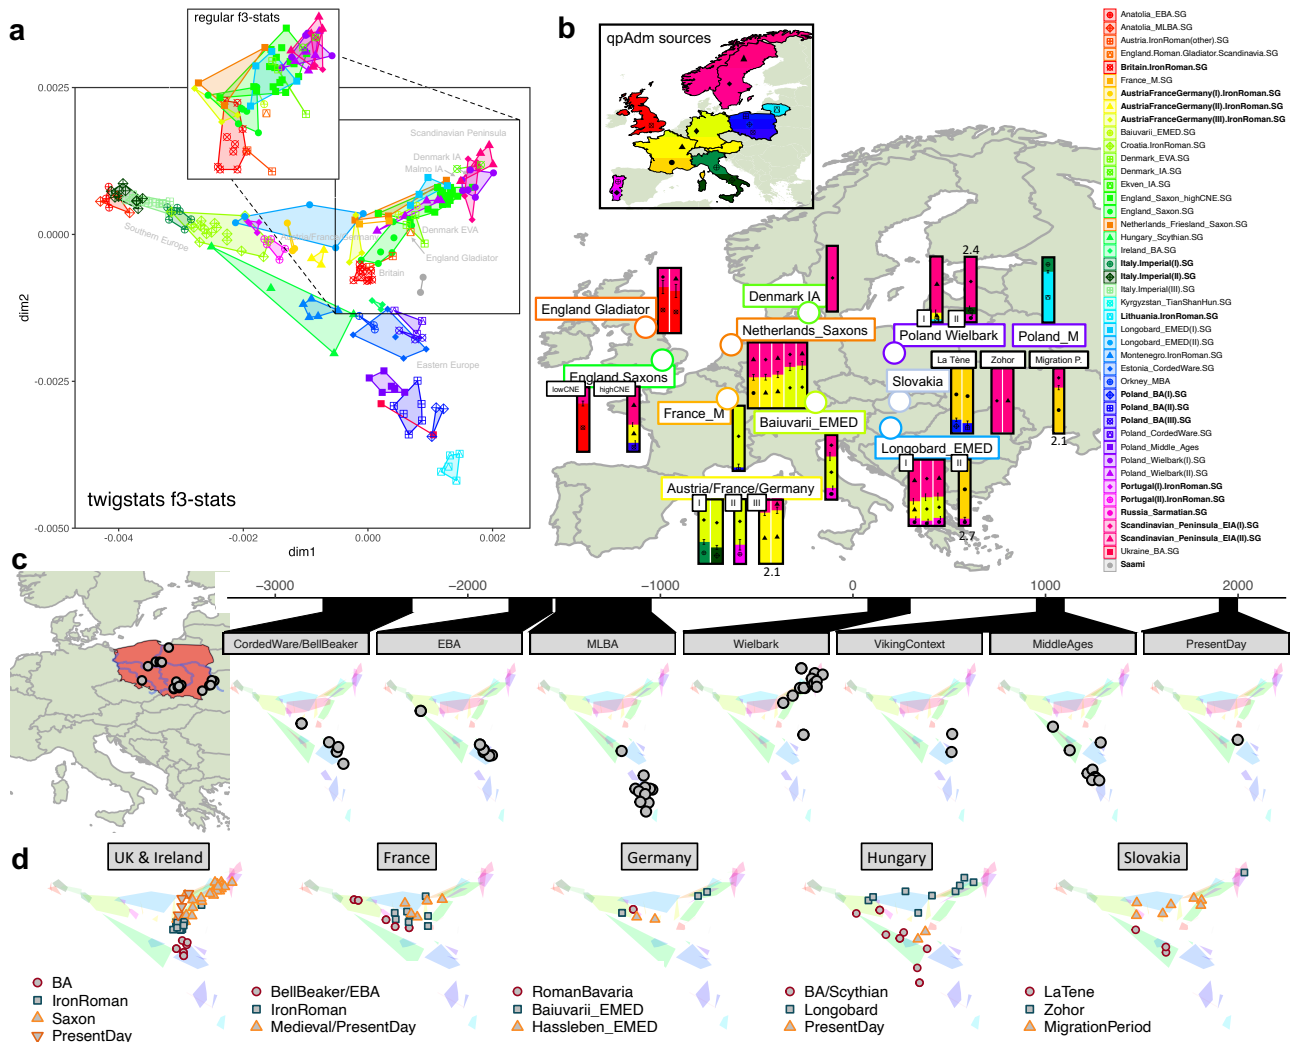 a
regular f3-stats
0.0025
0.0000
-0.0025
-0.0050
dim2
-0.004
-0.002
0.000
0.002
dim1
Scandinavian Peninsula
Denmark IA
Malmo IA
Denmark EVA
England Gladiator
Southern Europe
Austria/France/Germany
Britain
Eastern Europe
twigstats f3-stats
b
qpAdm sources
England Gladiator
Denmark IA
Netherlands_Saxons
England Saxons
lowCNE
highCNE
France_M
Baiuvarii_EMED
Austria/France/Germany
I
II
III
2.1
2.4
I
II
Poland Wielbark
Poland_M
La Tène
Zohor
Migration P.
Slovakia
2.1
Longobard_EMED
I
II
2.7
Anatolia_EBA.SG
Anatolia_MLBA.SG
Austria.IronRoman(other).SG
England.Roman.Gladiator.Scandinavia.SG
Britain.IronRoman.SG
France_M.SG
AustriaFranceGermany(I).IronRoman.SG
AustriaFranceGermany(II).IronRoman.SG
AustriaFranceGermany(III).IronRoman.SG
Baiuvarii_EMED.SG
Croatia.IronRoman.SG
Denmark_EVA.SG
Denmark_IA.SG
Ekven_IA.SG
England_Saxon_highCNE.SG
England_Saxon.SG
Netherlands_Friesland_Saxon.SG
Hungary_Scythian.SG
Ireland_BA.SG
Italy.Imperial(I).SG
Italy.Imperial(II).SG
Italy.Imperial(III).SG
Kyrgyzstan_TianShanHun.SG
Lithuania.IronRoman.SG
Longobard_EMED(I).SG
Longobard_EMED(II).SG
Montenegro.IronRoman.SG
Estonia_CordedWare.SG
Orkney_MBA
Poland_BA(I).SG
Poland_BA(II).SG
Poland_BA(III).SG
Poland_CordedWare.SG
Poland_Middle_Ages
Poland_Wielbark(I).SG
Poland_Wielbark(II).SG
Portugal(I).IronRoman.SG
Portugal(II).IronRoman.SG
Russia_Sarmatian.SG
Scandinavian_Peninsula_EIA(I).SG
Scandinavian_Peninsula_EIA(II).SG
Ukraine_BA.SG
Saami
c
−3000
−2000
−1000
0
1000
2000
CordedWare/BellBeaker
EBA
MLBA
Wielbark
VikingContext
MiddleAges
PresentDay
d
UK & Ireland
France
Germany
Hungary
Slovakia
BA
IronRoman
Saxon
PresentDay
BellBeaker/EBA
IronRoman
Medieval/PresentDay
RomanBavaria
Baiuvarii_EMED
Hassleben_EMED
BA/Scythian
Longobard
PresentDay
LaTene
Zohor
MigrationPeriod